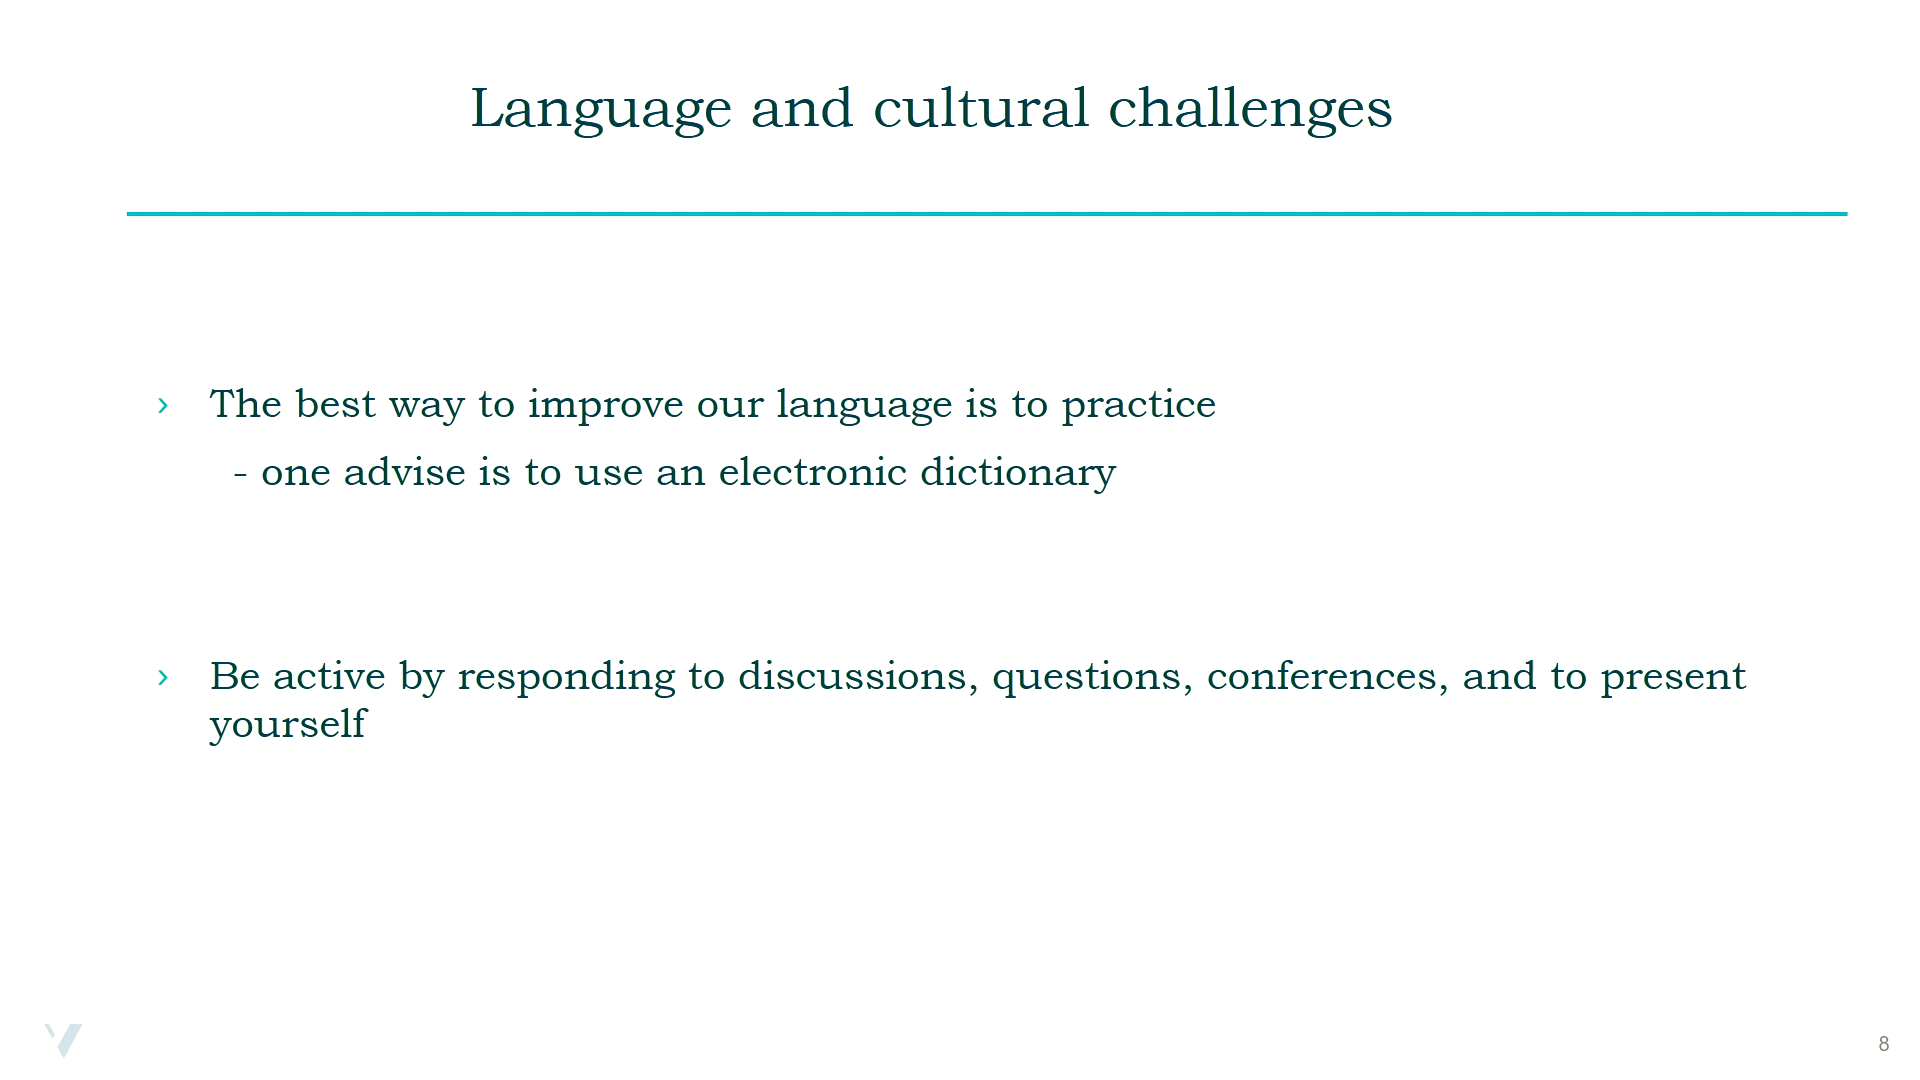 Language and cultural challenges
› The best way to improve our language is to practice
- one advise is to use an electronic dictionary
› Be active by responding to discussions, questions, conferences, and to present
yourself
8